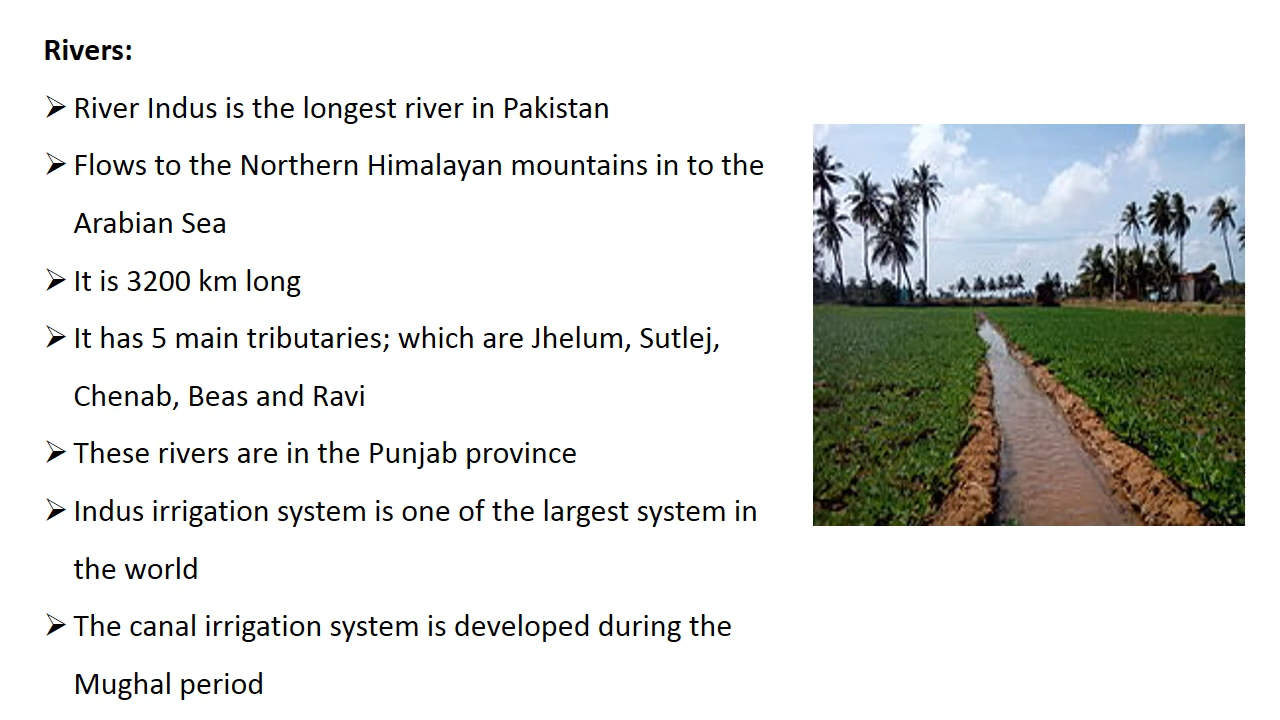 Rivers:
➢ River Indus is the longest river in Pakistan
➢ Flows to the Northern Himalayan mountains in to the
Arabian Sea
➢ It is 3200 km long
➢ It has 5 main tributaries; which are Jhelum, Sutlej,
Chenab, Beas and Ravi
➢ These rivers are in the Punjab province
➢ Indus irrigation system is one of the largest system in
the world
➢ The canal irrigation system is developed during the
Mughal period